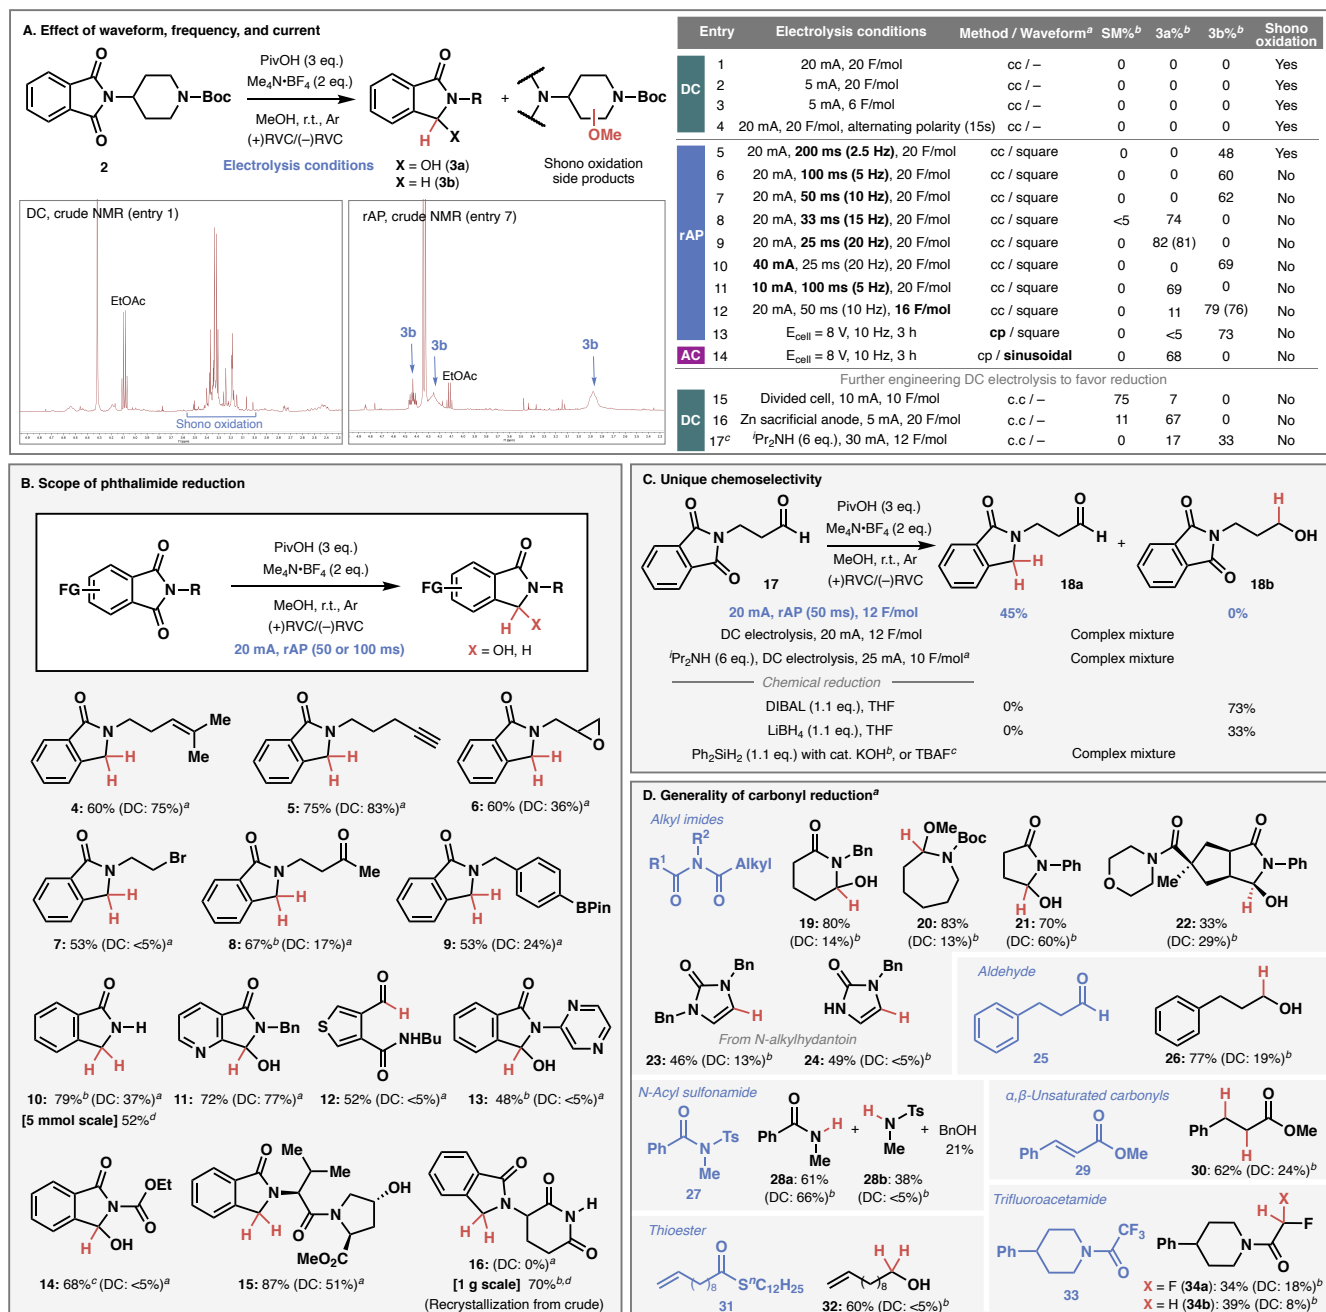 A. Effect of waveform, frequency, and current
2
PivOH (3 eq.)
Me4N•BF4 (2 eq.)
MeOH, r.t., Ar
(+)RVC/(–)RVC
Electrolysis conditions
X = OH (3a)
X = H (3b)
Shono oxidation
side products
DC, crude NMR (entry 1)
EtOAc
Shono oxidation
rAP, crude NMR (entry 7)
3b
3b
EtOAc
3b
Entry Electrolysis conditions Method / Waveform^a SM%^b 3a%^b 3b%^b Shono oxidation
DC
1 20 mA, 20 F/mol cc / – 0 0 0 Yes
2 5 mA, 20 F/mol cc / – 0 0 0 Yes
3 5 mA, 6 F/mol cc / – 0 0 0 Yes
4 20 mA, 20 F/mol, alternating polarity (15s) cc / – 0 0 0 Yes
rAP
5 20 mA, 200 ms (2.5 Hz), 20 F/mol cc / square 0 0 48 Yes
6 20 mA, 100 ms (5 Hz), 20 F/mol cc / square 0 0 60 No
7 20 mA, 50 ms (10 Hz), 20 F/mol cc / square 0 0 62 No
8 20 mA, 33 ms (15 Hz), 20 F/mol cc / square <5 74 No
9 20 mA, 25 ms (20 Hz), 20 F/mol cc / square 0 82 (81) 0 No
10 40 mA, 25 ms (20 Hz), 20 F/mol cc / square 0 0 69 No
11 10 mA, 100 ms (5 Hz), 20 F/mol cc / square 0 69 0 No
12 20 mA, 50 ms (10 Hz), 16 F/mol cc / square 0 11 79 (76) No
13 Ecell = 8 V, 10 Hz, 3 h cp / square 0 <5 73 No
AC
14 Ecell = 8 V, 10 Hz, 3 h cp / sinusoidal 0 68 0 No
Further engineering DC electrolysis to favor reduction
DC
15 Divided cell, 10 mA, 10 F/mol c.c / – 75 7 0 No
16 Zn sacrificial anode, 5 mA, 20 F/mol c.c / – 11 67 0 No
17^c iPr2NH (6 eq.), 30 mA, 12 F/mol c.c / – 0 17 33 No
B. Scope of phthalimide reduction
PivOH (3 eq.)
Me4N•BF4 (2 eq.)
MeOH, r.t., Ar
(+)RVC/(–)RVC
20 mA, rAP (50 or 100 ms)
X = OH, H
4: 60% (DC: 75%)^a
5: 75% (DC: 83%)^a
6: 60% (DC: 36%)^a
7: 53% (DC: <5%)^a
8: 67%^b (DC: 17%)^a
9: 53% (DC: 24%)^a
10: 79%^b (DC: 37%)^a
[5 mmol scale] 52%^d
11: 72% (DC: 77%)^a
12: 52% (DC: <5%)^a
13: 48%^b (DC: <5%)^a
14: 68%^c (DC: <5%)^a
15: 87% (DC: 51%)^a
16: (DC: 0%)^a
[1 g scale] 70%^b,d
(Recrystallization from crude)
C. Unique chemoselectivity
17
PivOH (3 eq.)
Me4N•BF4 (2 eq.)
MeOH, r.t., Ar
(+)RVC/(–)RVC
18a
+
18b
20 mA, rAP (50 ms), 12 F/mol 45% 0%
DC electrolysis, 20 mA, 12 F/mol Complex mixture
iPr2NH (6 eq.), DC electrolysis, 25 mA, 10 F/mol^a Complex mixture
Chemical reduction
DIBAL (1.1 eq.), THF 0% 73%
LiBH4 (1.1 eq.), THF 0% 33%
Ph2SiH2 (1.1 eq.) with cat. KOH^b, or TBAF^c Complex mixture
D. Generality of carbonyl reduction^a
Alkyl imides
19: 80%
(DC: 14%)^b
20: 83%
(DC: 13%)^b
21: 70%
(DC: 60%)^b
22: 33%
(DC: 29%)^b
From N-alkylhydantoin
23: 46% (DC: 13%)^b
24: 49% (DC: <5%)^b
Aldehyde
25
26: 77% (DC: 19%)^b
N-Acyl sulfonamide
27
28a: 61%
(DC: 66%)^b
28b: 38%
(DC: <5%)^b
BnOH
21%
α,β-Unsaturated carbonyls
29
30: 62% (DC: 24%)^b
Thioester
31
32: 60% (DC: <5%)^b
Trifluoroacetamide
33
X = F (34a): 34% (DC: 18%)^b
X = H (34b): 39% (DC: 8%)^b